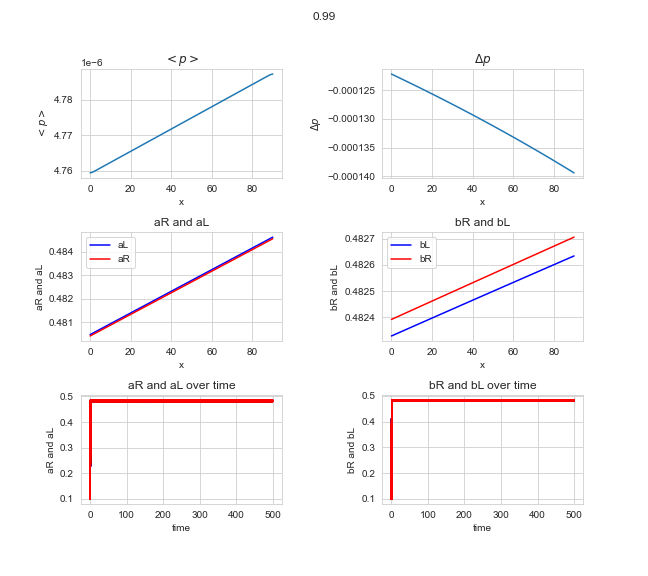 0.99
< p >
1e−6
4.78
4.77
4.76
< p >
0 20 40 60 80
x
Δp
−0.000125
−0.000130
−0.000135
−0.000140
Δp
0 20 40 60 80
x
aR and aL
aL
aR
0.484
0.483
0.482
0.481
aR and aL
0 20 40 60 80
x
bR and bL
bL
bR
0.4827
0.4826
0.4825
0.4824
bR and bL
0 20 40 60 80
x
aR and aL over time
0.5
0.4
0.3
0.2
0.1
aR and aL
0 100 200 300 400 500
time
bR and bL over time
0.5
0.4
0.3
0.2
0.1
bR and bL
0 100 200 300 400 500
time